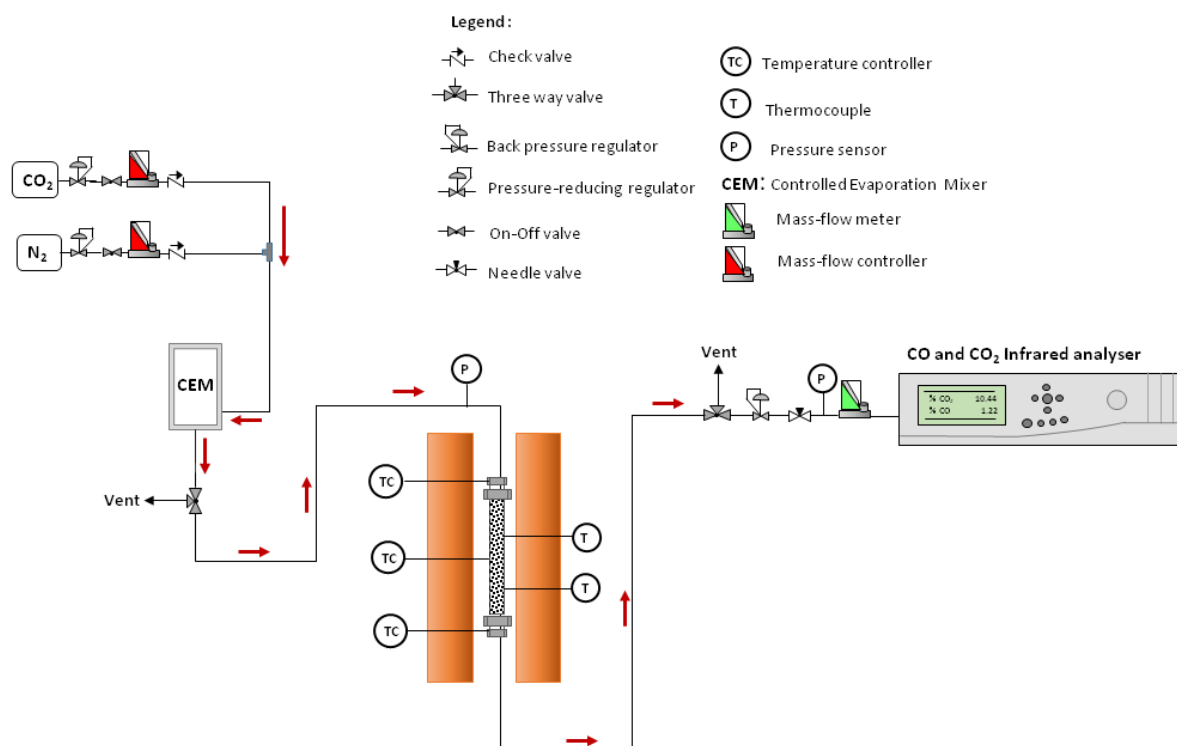 Legend :
Check valve
Three way valve
Back pressure regulator
Pressure-reducing regulator
On-Off valve
Needle valve
TC Temperature controller
T Thermocouple
P Pressure sensor
CEM: Controlled Evaporation Mixer
Mass-flow meter
Mass-flow controller
CO₂
N₂
CEM
Vent
P
TC
TC
TC
T
T
Vent
P
CO and CO₂ Infrared analyser
% CO₂ 10.44
% CO 1.22